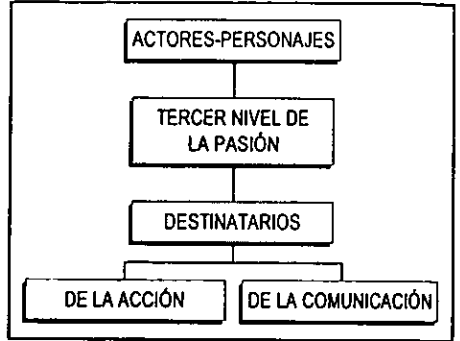 ACTORES-PERSONAJES
TERCER NIVEL DE
LA PASIÓN
DESTINATARIOS
DE LA ACCIÓN
DE LA COMUNICACIÓN